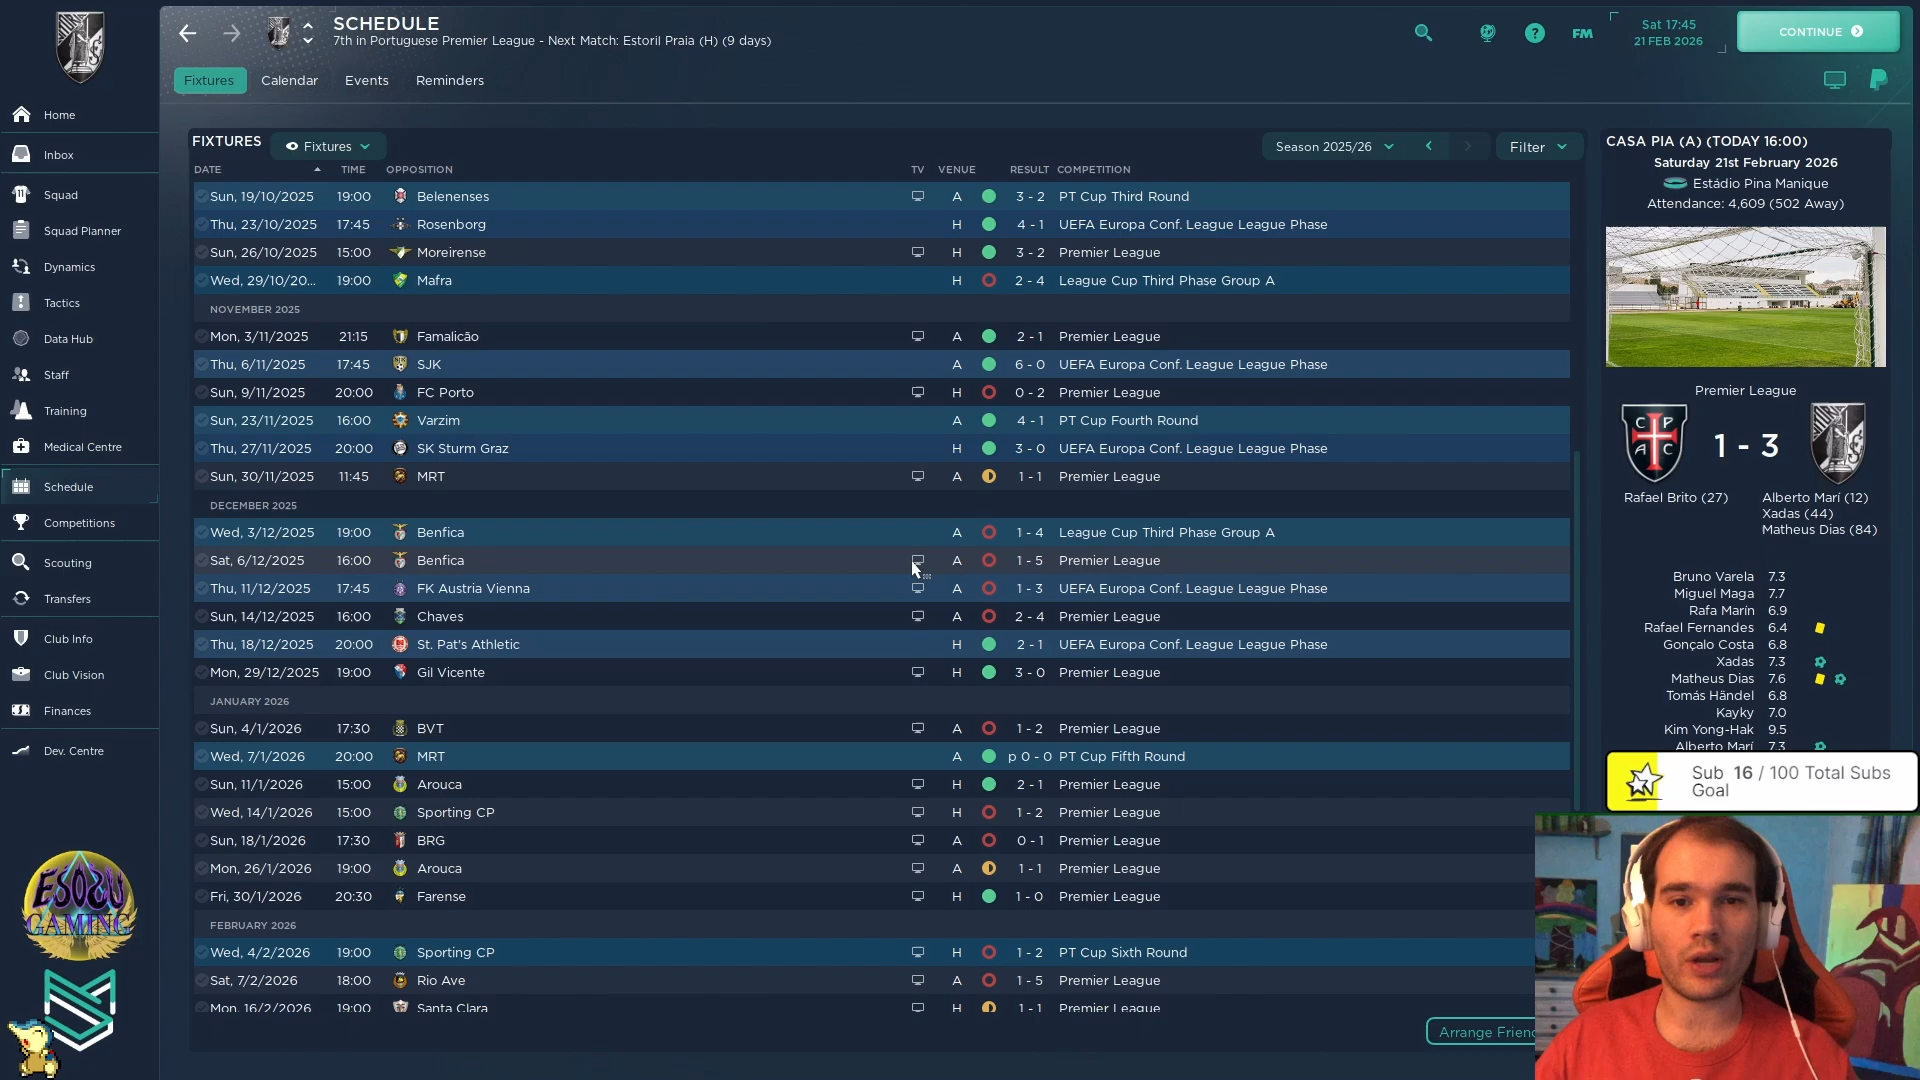 SCHEDULE
7th in Portuguese Premier League - Next Match: Estoril Praia (H) (9 days)
FM
Sat 17:45
21 FEB 2026
CONTINUE
Fixtures
Calendar
Events
Reminders
Home
Inbox
Squad
Squad Planner
Dynamics
Tactics
Data Hub
Staff
Training
Medical Centre
Schedule
Competitions
Scouting
Transfers
Club Info
Club Vision
Finances
Dev. Centre
ESOSU
GAMING
FIXTURES
Fixtures
Season 2025/26
Filter
DATE TIME OPPOSITION TV VENUE RESULT COMPETITION
Sun, 19/10/2025 19:00 Belenenses A 3 - 2 PT Cup Third Round
Thu, 23/10/2025 17:45 Rosenborg H 4 - 1 UEFA Europa Conf. League League Phase
Sun, 26/10/2025 15:00 Moreirense H 3 - 2 Premier League
Wed, 29/10/20... 19:00 Mafra H 2 - 4 League Cup Third Phase Group A
NOVEMBER 2025
Mon, 3/11/2025 21:15 Famalicão A 2 - 1 Premier League
Thu, 6/11/2025 17:45 SJK A 6 - 0 UEFA Europa Conf. League League Phase
Sun, 9/11/2025 20:00 FC Porto H 0 - 2 Premier League
Sun, 23/11/2025 16:00 Varzim A 4 - 1 PT Cup Fourth Round
Thu, 27/11/2025 20:00 SK Sturm Graz H 3 - 0 UEFA Europa Conf. League League Phase
Sun, 30/11/2025 11:45 MRT A 1 - 1 Premier League
DECEMBER 2025
Wed, 3/12/2025 19:00 Benfica A 1 - 4 League Cup Third Phase Group A
Sat, 6/12/2025 16:00 Benfica A 1 - 5 Premier League
Thu, 11/12/2025 17:45 FK Austria Vienna A 1 - 3 UEFA Europa Conf. League League Phase
Sun, 14/12/2025 16:00 Chaves A 2 - 4 Premier League
Thu, 18/12/2025 20:00 St. Pat's Athletic H 2 - 1 UEFA Europa Conf. League League Phase
Mon, 29/12/2025 19:00 Gil Vicente H 3 - 0 Premier League
JANUARY 2026
Sun, 4/1/2026 17:30 BVT A 1 - 2 Premier League
Wed, 7/1/2026 20:00 MRT A p 0 - 0 PT Cup Fifth Round
Sun, 11/1/2026 15:00 Arouca H 2 - 1 Premier League
Wed, 14/1/2026 15:00 Sporting CP H 1 - 2 Premier League
Sun, 18/1/2026 17:30 BRG A 0 - 1 Premier League
Mon, 26/1/2026 19:00 Arouca A 1 - 1 Premier League
Fri, 30/1/2026 20:30 Farense H 1 - 0 Premier League
FEBRUARY 2026
Wed, 4/2/2026 19:00 Sporting CP H 1 - 2 PT Cup Sixth Round
Sat, 7/2/2026 18:00 Rio Ave A 1 - 5 Premier League
Mon, 16/2/2026 19:00 Santa Clara H 1 - 1 Premier League
Arrange Frien
CASA PIA (A) (TODAY 16:00)
Saturday 21st February 2026
Estádio Pina Manique
Attendance: 4,609 (502 Away)
Premier League
C P
A C
1 - 3
Rafael Brito (27)
Alberto Marí (12)
Xadas (44)
Matheus Dias (84)
Bruno Varela 7.3
Miguel Maga 7.7
Rafa Marín 6.9
Rafael Fernandes 6.4
Gonçalo Costa 6.8
Xadas 7.3
Matheus Dias 7.6
Tomás Händel 6.8
Kayky 7.0
Kim Yong-Hak 9.5
Alberto Marí 7.3
Sub 16 / 100 Total Subs
Goal